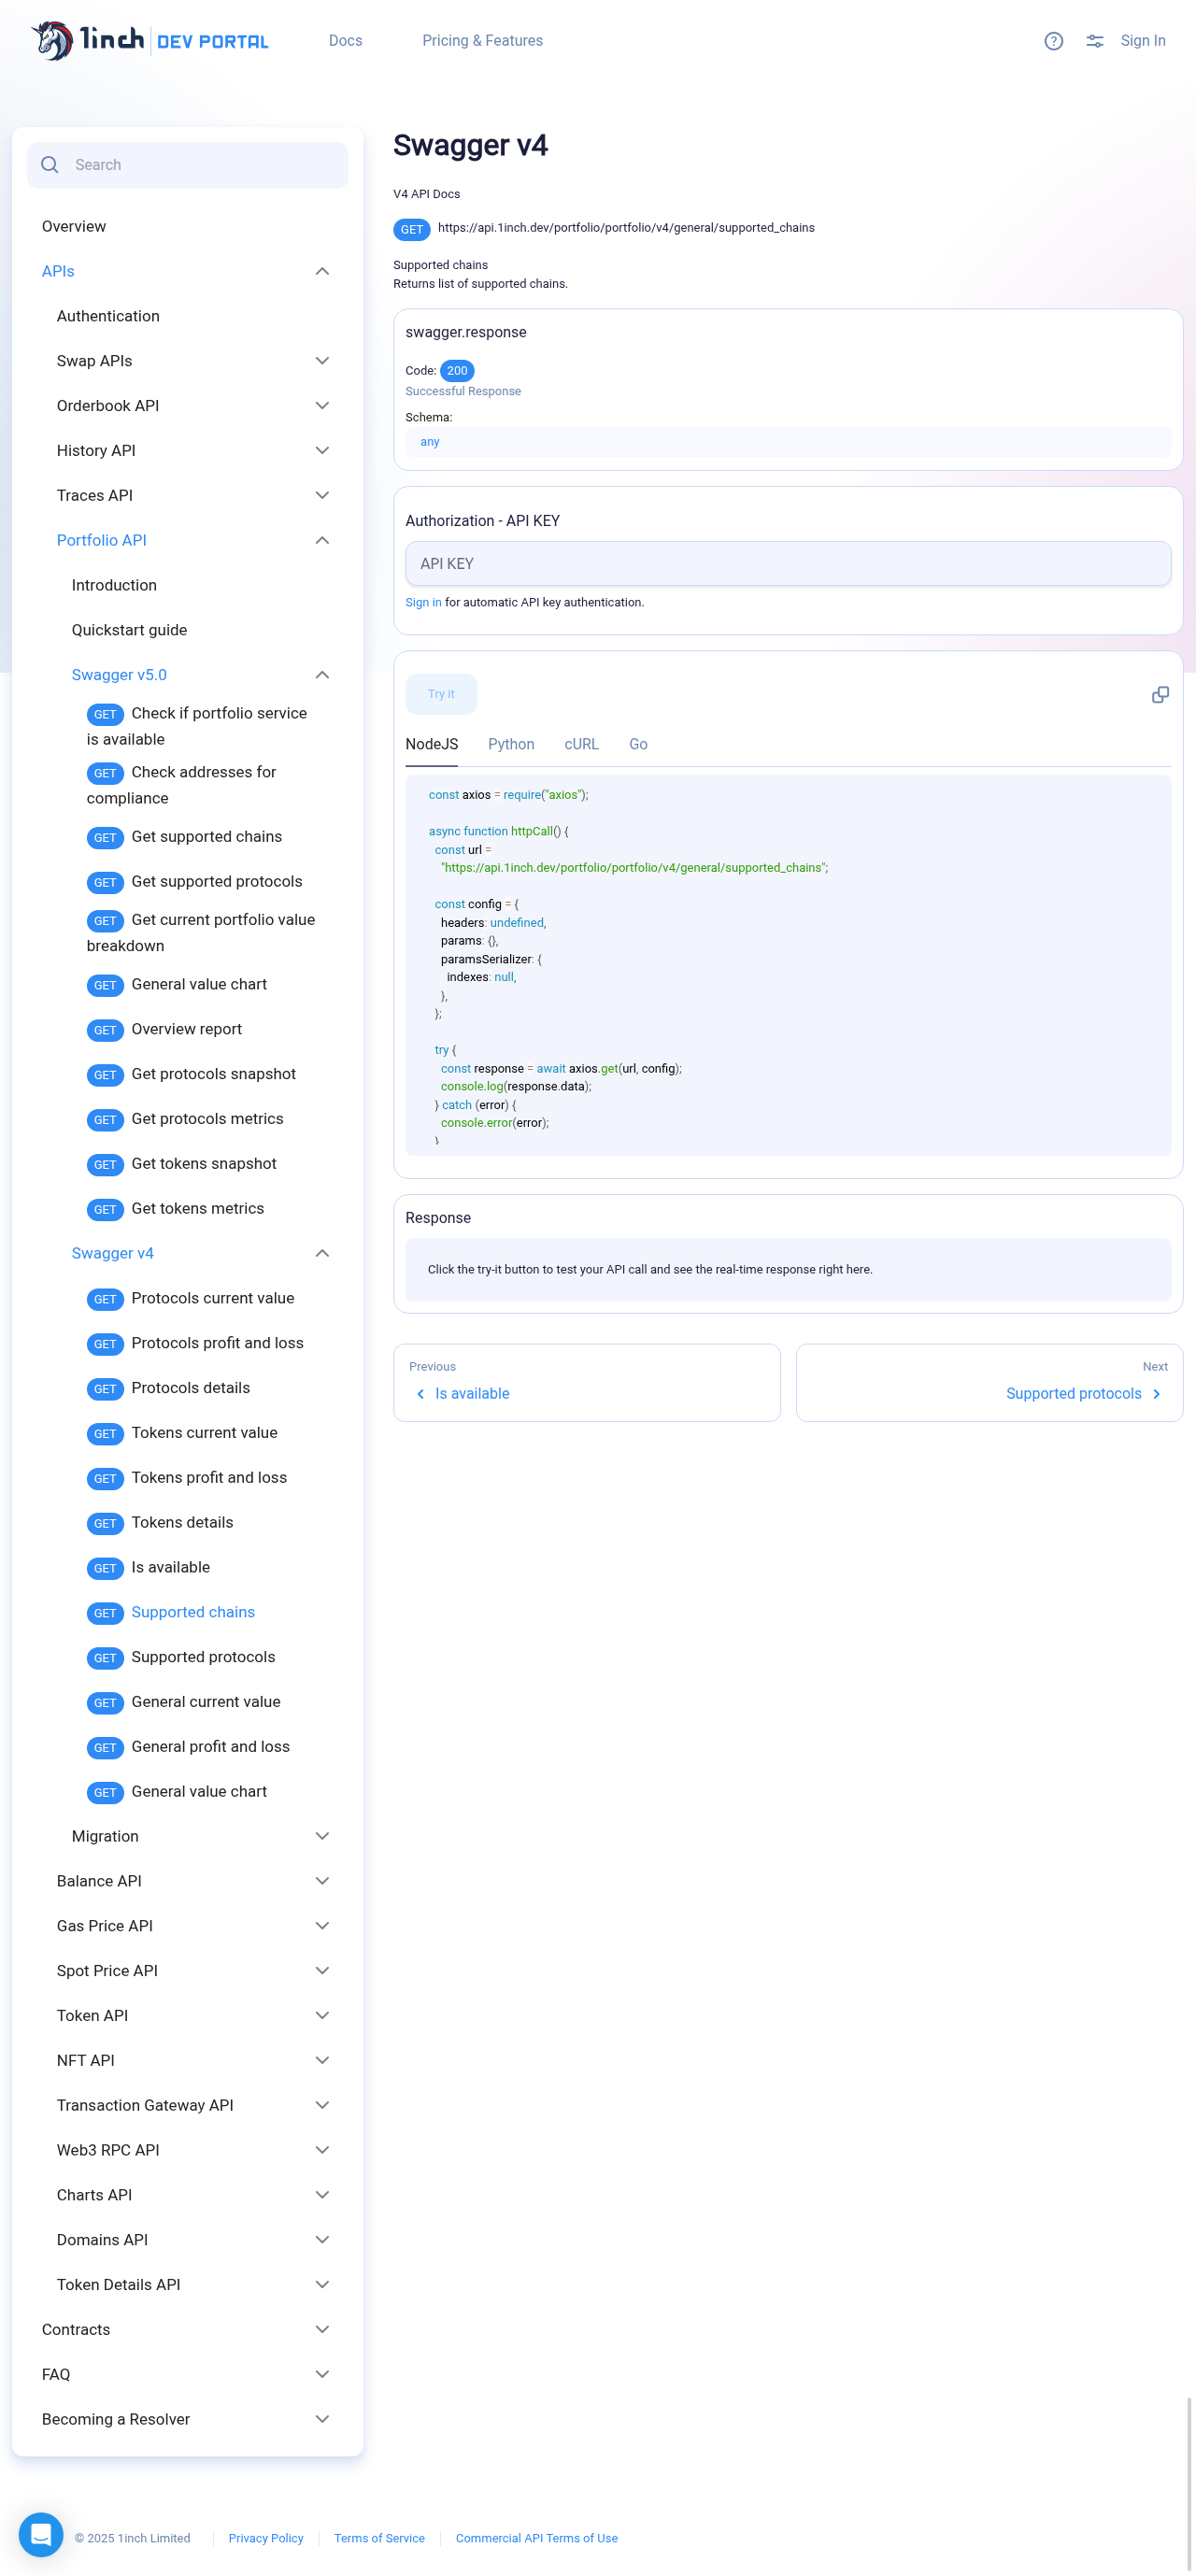 1inch DEV PORTAL
Docs
Pricing & Features
Sign In
Search
Overview
APIs
Authentication
Swap APIs
Orderbook API
History API
Traces API
Portfolio API
Introduction
Quickstart guide
Swagger v5.0
GET Check if portfolio service
is available
GET Check addresses for
compliance
GET Get supported chains
GET Get supported protocols
GET Get current portfolio value
breakdown
GET General value chart
GET Overview report
GET Get protocols snapshot
GET Get protocols metrics
GET Get tokens snapshot
GET Get tokens metrics
Swagger v4
GET Protocols current value
GET Protocols profit and loss
GET Protocols details
GET Tokens current value
GET Tokens profit and loss
GET Tokens details
GET Is available
GET Supported chains
GET Supported protocols
GET General current value
GET General profit and loss
GET General value chart
Migration
Balance API
Gas Price API
Spot Price API
Token API
NFT API
Transaction Gateway API
Web3 RPC API
Charts API
Domains API
Token Details API
Contracts
FAQ
Becoming a Resolver
Swagger v4
V4 API Docs
GET https://api.1inch.dev/portfolio/portfolio/v4/general/supported_chains
Supported chains
Returns list of supported chains.
swagger.response
Code: 200
Successful Response
Schema:
any
Authorization - API KEY
API KEY
Sign in for automatic API key authentication.
Try it
NodeJS Python cURL Go
const axios = require("axios");
async function httpCall() {
const url =
"https://api.1inch.dev/portfolio/portfolio/v4/general/supported_chains";
const config = {
headers: undefined,
params: {},
paramsSerializer: {
indexes: null,
},
};
try {
const response = await axios.get(url, config);
console.log(response.data);
} catch (error) {
console.error(error);
}
Response
Click the try-it button to test your API call and see the real-time response right here.
Previous
Is available
Next
Supported protocols
© 2025 1inch Limited
Privacy Policy
Terms of Service
Commercial API Terms of Use